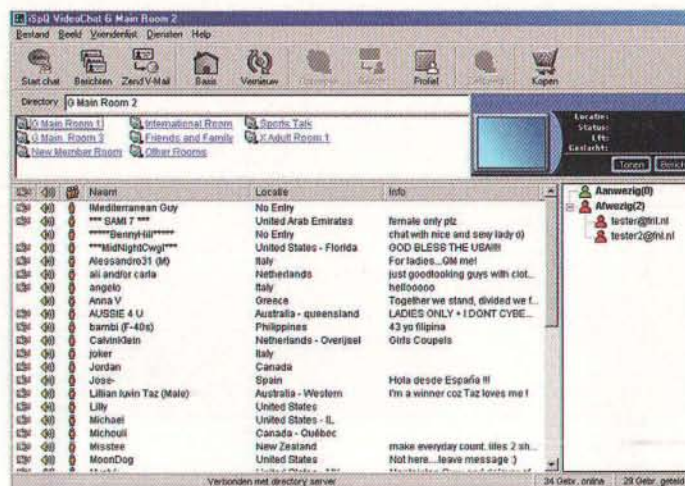 iSpQ VideoChat G Main Room 2
Bestand Beeld Vriendenlijst Diensten Help
Start chat Berichten Zend V-Mail Basis Vernieuw Profiel Kopen
Directory G Main Room 2
G Main Room 1 International Room Sports Talk
G Main Room 3 Friends and Family X Adult Room 1
New Member Room Other Rooms
Locatie:
Status:
Lft:
Geslacht:
Tonen Bericht
Naam Locatie Info
!Mediterranean Guy No Entry
*** SAMI 7 *** United Arab Emirates female only plz
*****BennyHill***** No Entry chat with nice and sexy lady o)
***MidNightCwgl*** United States - Florida GOD BLESS THE USA!!!!
Alessandro31 (M) Italy For ladies...GM me!
ali and/or carla Netherlands just goodlooking guys with clot...
angelo Italy hellooooo
Anna V Greece Together we stand, divided we f...
AUSSIE 4 U Australia - queensland LADIES ONLY + I DONT CYBE...
bambi (F-40s) Philippines 43 yo filipina
CalvinKlein Netherlands - Overijsel Girls Coupels
joker Italy
Jordan Canada
Jose- Spain Hola desde España !!!
Lillian luvin Taz (Male) Australia - Western I'm a winner coz Taz loves me !
Lilly United States
Michael United States - IL
Michouli Canada - Québec
Misstee New Zealand make everyday count. lifes 2 sh...
MoonDog United States Not here....leave message :)
Aanwezig(0)
Afwezig(2)
tester@fnl.nl
tester2@fnl.nl
Verbonden met directory server 34 Gebr. online 29 Gebr. geteld